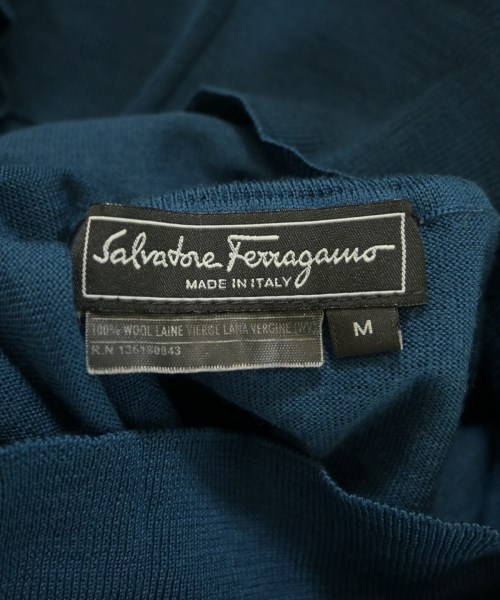 Salvatore Ferragamo
MADE IN ITALY
100% WOOL LAINE VIERGE LANA VERGINE (WV)
M
R.N 136180843